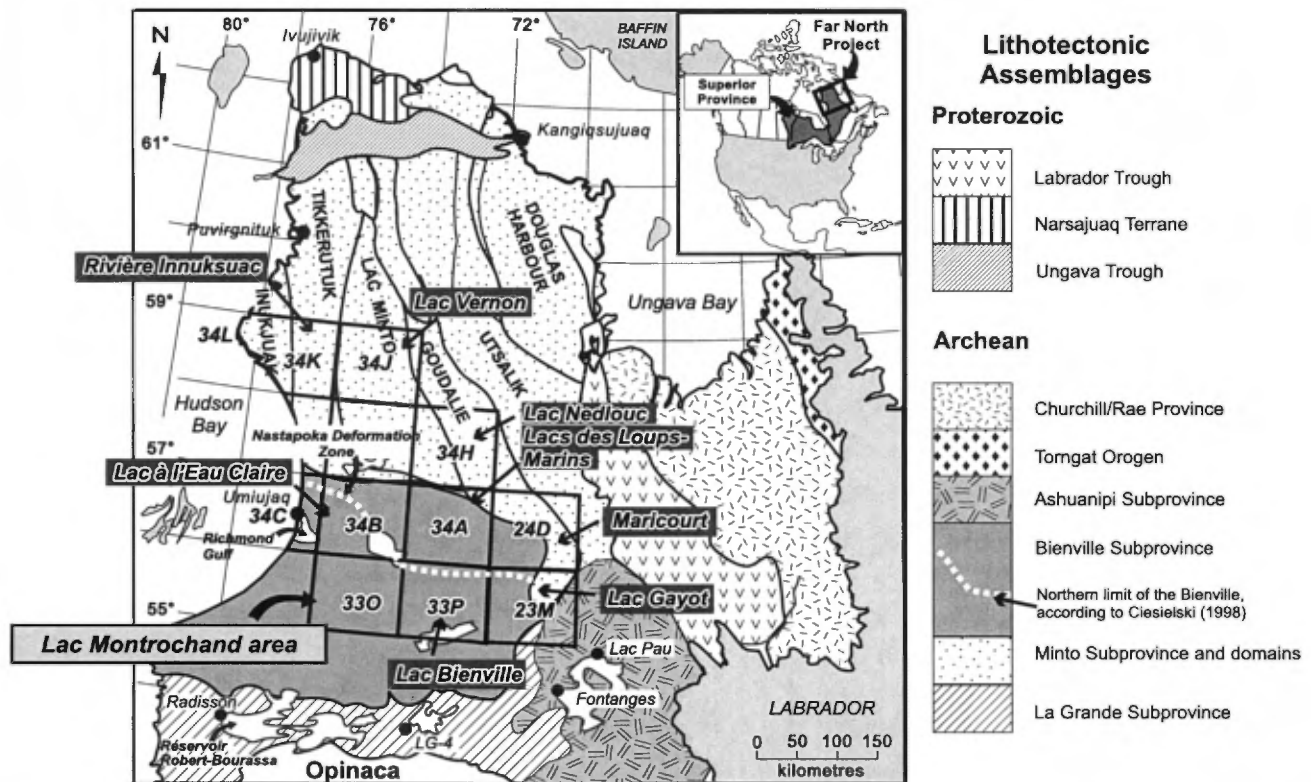 80°
76°
72°
N
Ivujivik
BAFFIN
ISLAND
Far North
Project
Superior
Province
61°
Kangiqsujuaq
Puvirgnituk
TIKKERUTUK
DOUGLAS
HARBOUR
Rivière Innuksuac
59°
INUKJUAK
LAC MINTO
Lac Vernon
Ungava Bay
34L
34K
34J
GOUDALIE
UTSALIK
Hudson
Bay
Nastapoka Deformation
Zone
Lac Nedlouc
34H
Lacs des Loups-
Marins
57°
Lac à l'Eau Claire
Umiujaq
34C
34B
34A
24D
Maricourt
Richmond
Gulf
55°
33O
33P
23M
Lac Gayot
Lac Montrochand area
Lac Bienville
Lac Pau
Fontanges
Radisson
LG-4
Réservoir
Robert-Bourassa
Opinaca
LABRADOR
0 50 100 150
kilometres
Lithotectonic
Assemblages
Proterozoic
Labrador Trough
Narsajuaq Terrane
Ungava Trough
Archean
Churchill/Rae Province
Torngat Orogen
Ashuanipi Subprovince
Bienville Subprovince
Northern limit of the Bienville,
according to Ciesielski (1998)
Minto Subprovince and domains
La Grande Subprovince